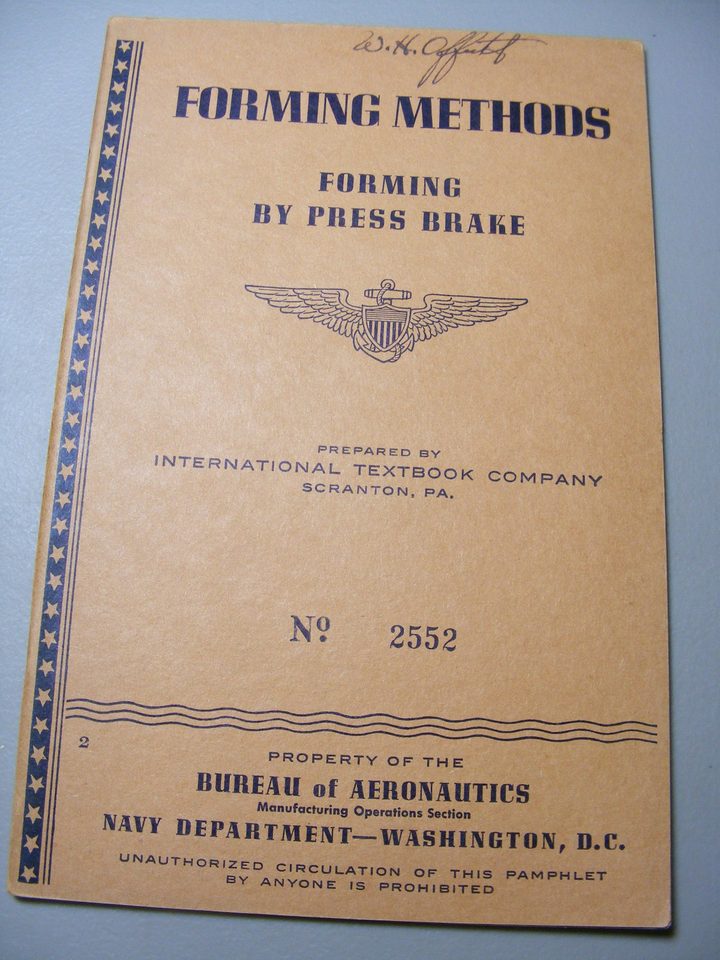 W. H. Affutt
FORMING METHODS
FORMING
BY PRESS BRAKE
PREPARED BY
INTERNATIONAL TEXTBOOK COMPANY
SCRANTON, PA.
Nº 2552
2
PROPERTY OF THE
BUREAU of AERONAUTICS
Manufacturing Operations Section
NAVY DEPARTMENT—WASHINGTON, D.C.
UNAUTHORIZED CIRCULATION OF THIS PAMPHLET
BY ANYONE IS PROHIBITED